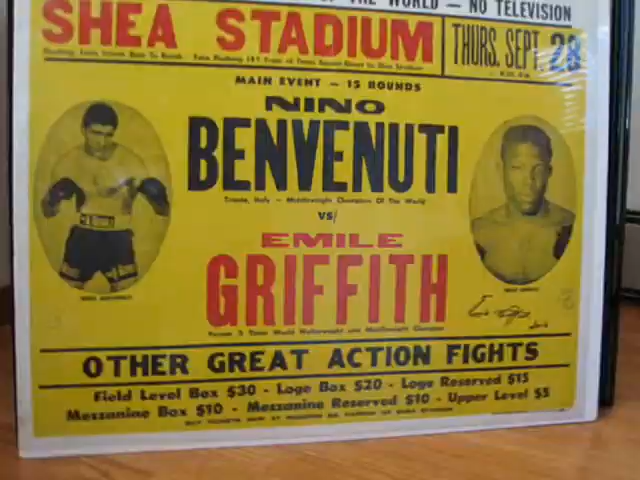 THE WORLD - NO TELEVISION
SHEA STADIUM
THURS. SEPT. 28
MAIN EVENT - 15 ROUNDS
NINO
BENVENUTI
Trieste, Italy - Middleweight Champion Of The World
vs/
EMILE
GRIFFITH
OTHER GREAT ACTION FIGHTS
Field Level Box $30 - Loge Box $20 - Loge Reserved $15
Mezzanine Box $10 - Mezzanine Reserved $10 - Upper Level $5